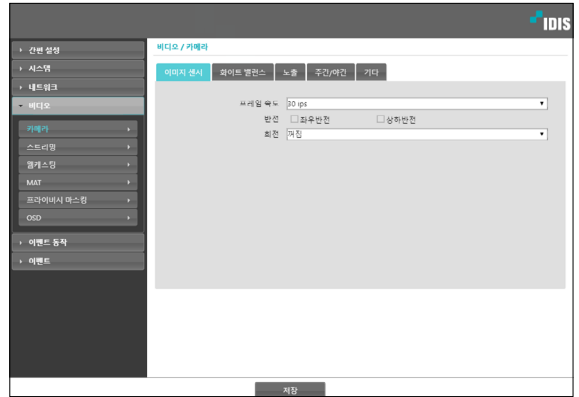 IDIS
간편 설정
시스템
네트워크
비디오
카메라
스트리밍
웹캐스팅
MAT
프라이버시 마스킹
OSD
이벤트 동작
이벤트
비디오 / 카메라
이미지 센서 화이트 밸런스 노출 주간/야간 기타
프레임 속도 30 ips
반전 좌우반전 상하반전
회전 꺼짐
저장